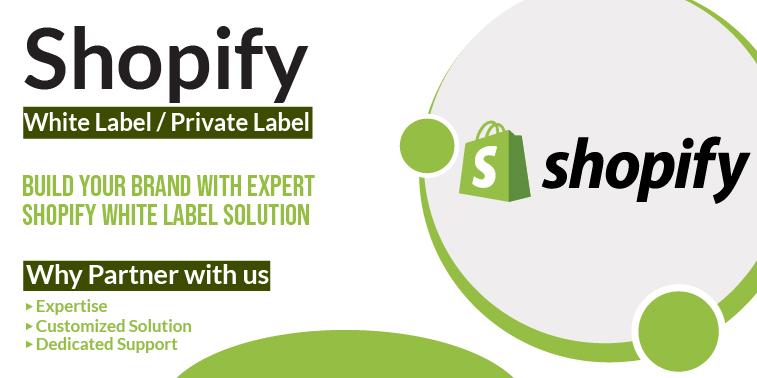 Shopify
White Label / Private Label
BUILD YOUR BRAND WITH EXPERT
SHOPIFY WHITE LABEL SOLUTION
Why Partner with us
Expertise
Customized Solution
Dedicated Support
S shopify